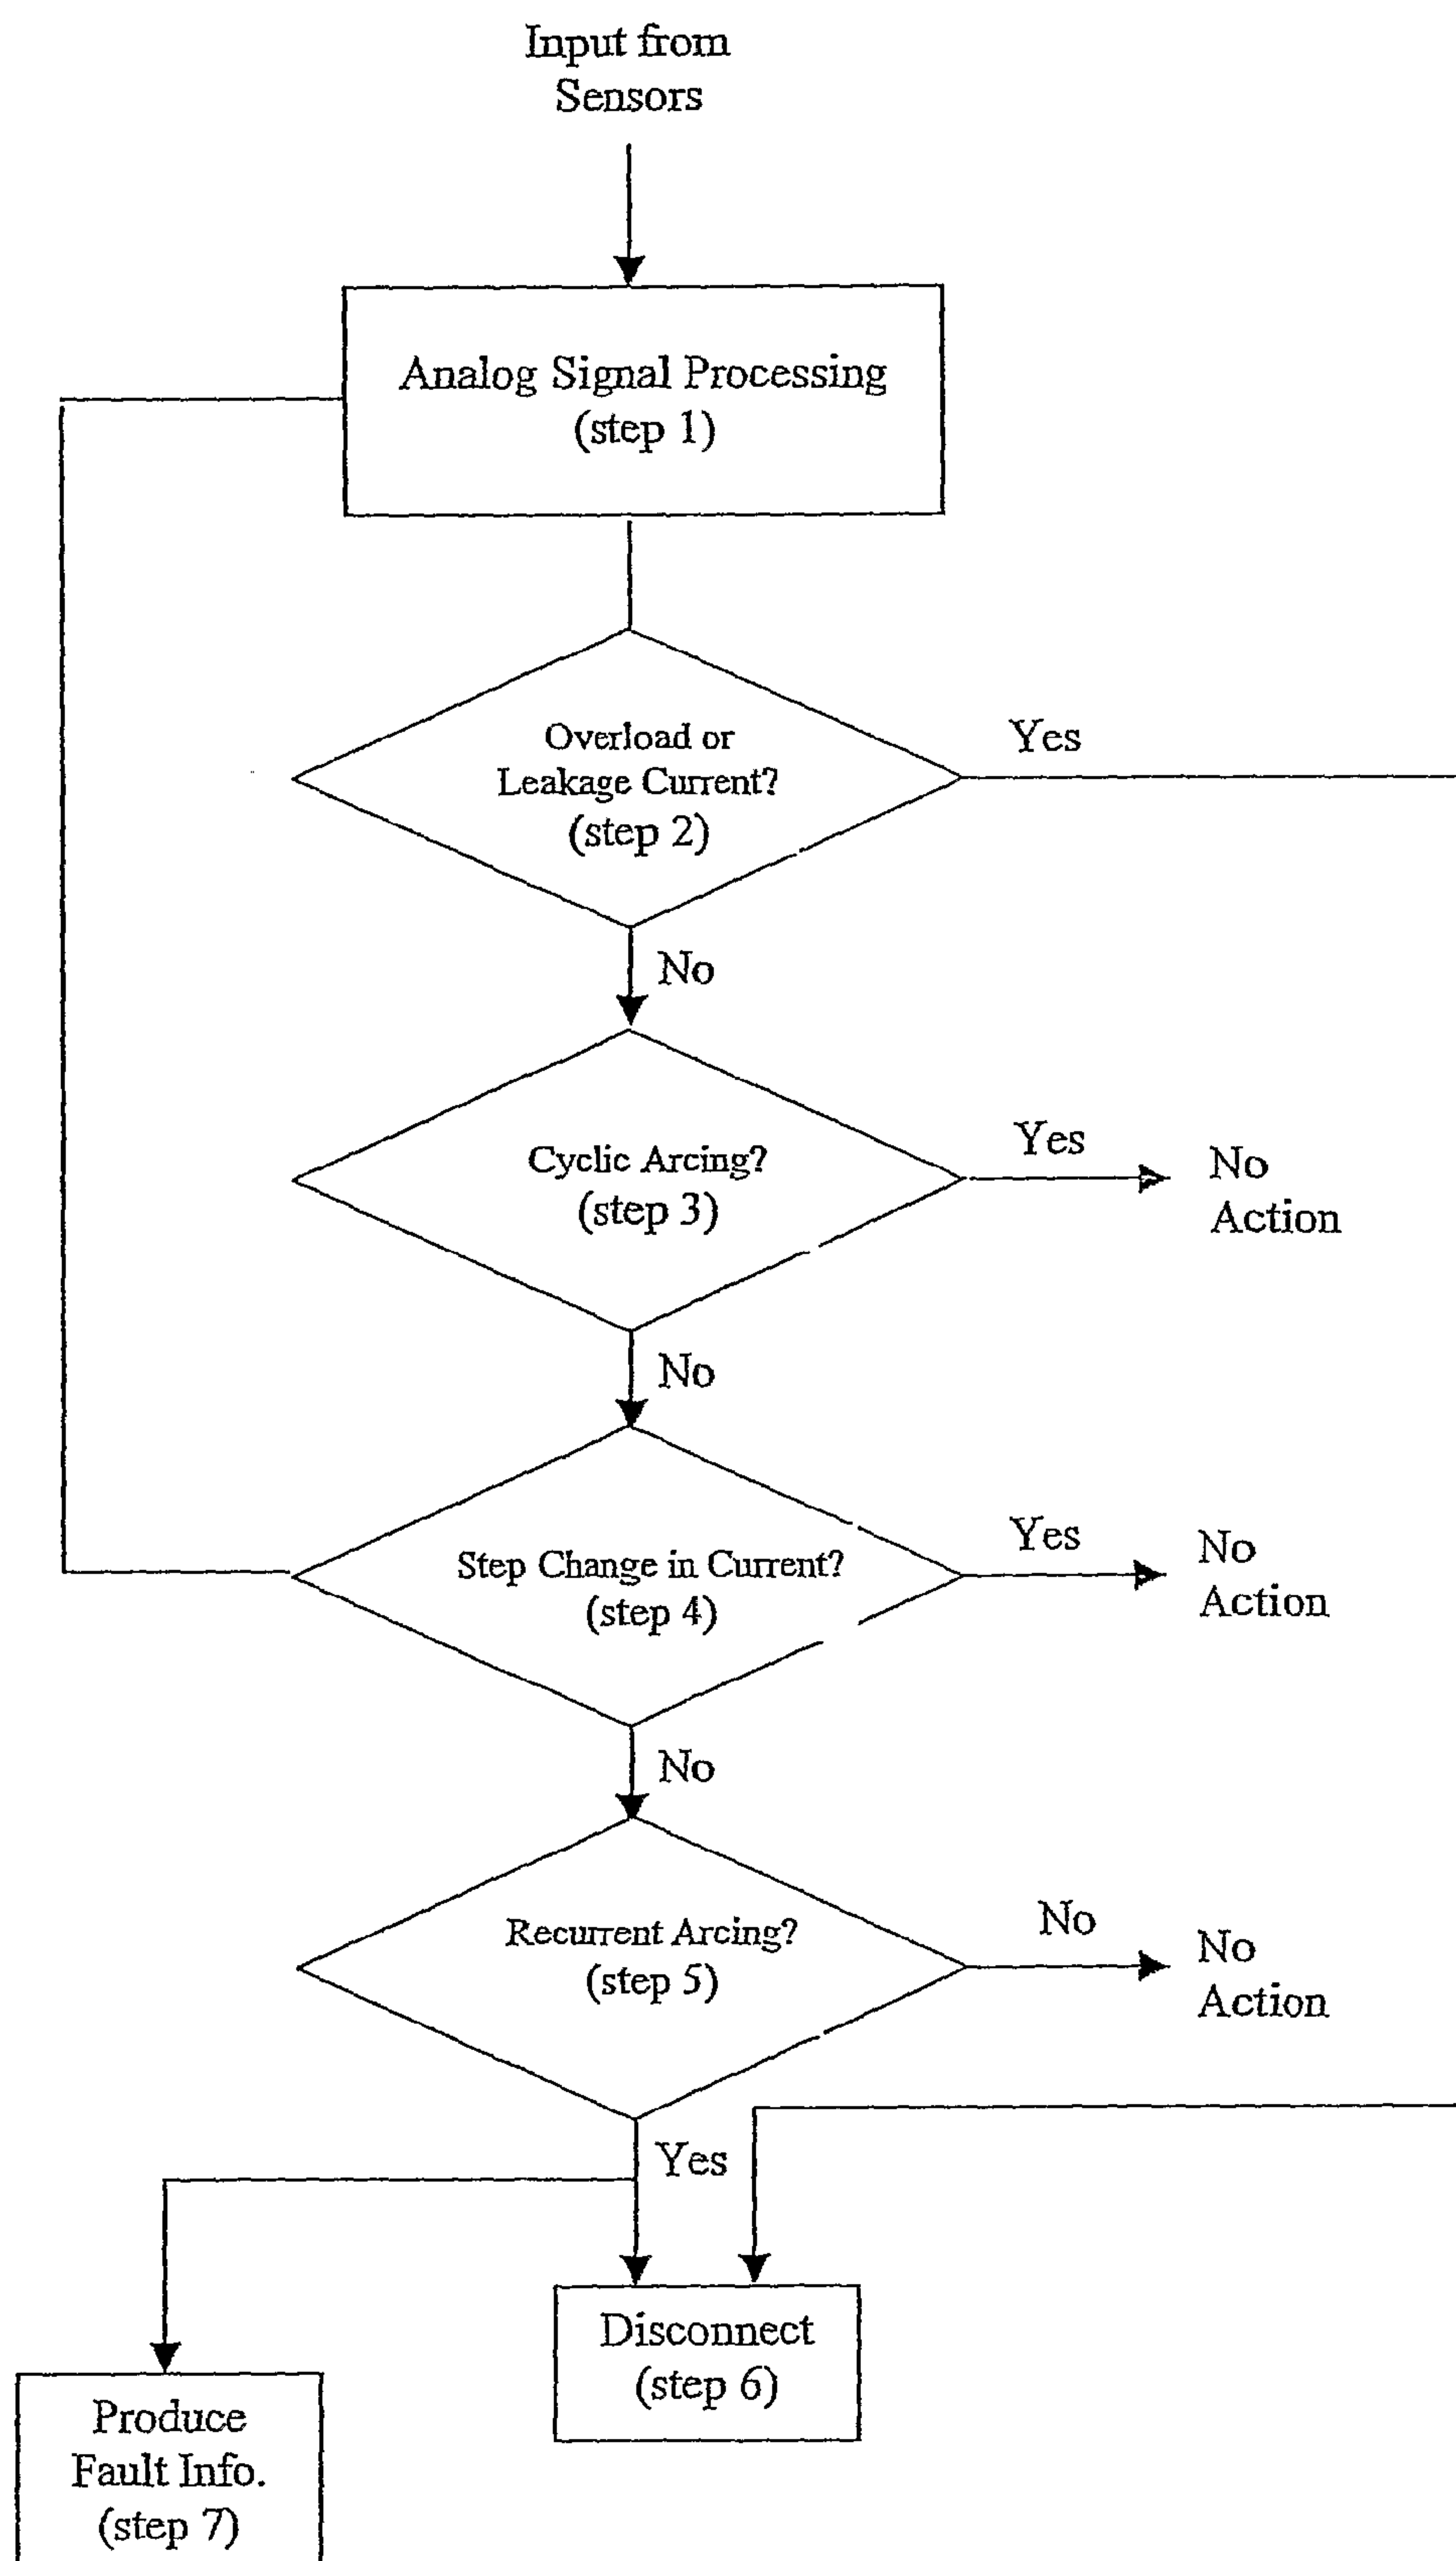 Input from
Sensors
Analog Signal Processing
(step 1)
Overload or
Leakage Current?
(step 2)
Yes
No
Cyclic Arcing?
(step 3)
Yes
No
Action
No
Step Change in Current?
(step 4)
Yes
No
Action
No
Recurrent Arcing?
(step 5)
No
No
Action
Yes
Disconnect
(step 6)
Produce
Fault Info.
(step 7)